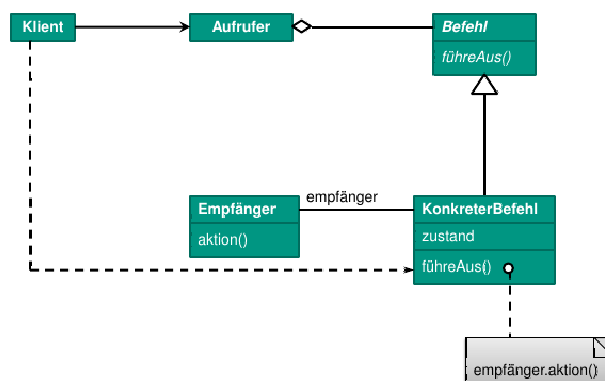 Klient
Aufrufer
Befehl
führeAus()
Empfänger
aktion()
empfänger
KonkreterBefehl
zustand
führeAus()
empfänger.aktion()